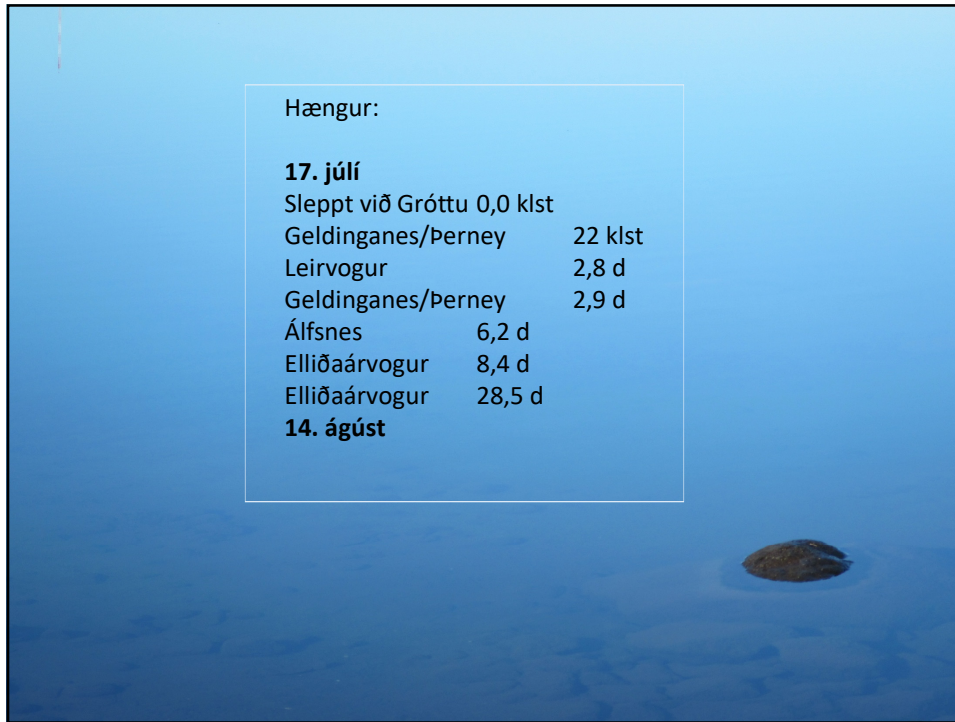 Hængur:
17. júlí
Sleppt við Gróttu 0,0 klst
Geldinganes/Þerney 22 klst
Leirvogur 2,8 d
Geldinganes/Þerney 2,9 d
Álfsnes 6,2 d
Elliðaárvogur 8,4 d
Elliðaárvogur 28,5 d
14. ágúst